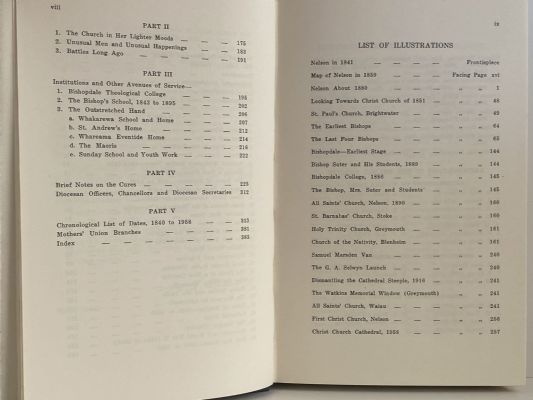 viii
PART II
1. The Church in Her Lighter Moods — — — 175
2. Unusual Men and Unusual Happenings — — 183
3. Battles Long Ago — — — — 191
PART III
Institutions and Other Avenues of Service—
1. Bishopdale Theological College — — — — 195
2. The Bishop's School, 1843 to 1895 — — — 202
3. The Outstretched Hand — — — — 206
a. Whakarewa School and Home — — — 207
b. St. Andrew's Home — — — — 212
c. Whareama Eventide Home — — — 214
d. The Maoris — — — — — 216
e. Sunday School and Youth Work — — — 222
PART IV
Brief Notes on the Cures — — — — — — 225
Diocesan Officers, Chancellors and Diocesan Secretaries 312
PART V
Chronological List of Dates, 1840 to 1958 — — — 323
Mothers' Union Branches — — — — — 381
Index — — — — — — — 383
ix
LIST OF ILLUSTRATIONS
Nelson in 1841 — — — — — Frontispiece
Map of Nelson in 1859 — — — Facing Page xvi
Nelson About 1880 — — — — „ „ 1
Looking Towards Christ Church of 1851 — — „ „ 48
St. Paul's Church, Brightwater — — — „ „ 49
The Earliest Bishops — — — — „ „ 64
The Last Four Bishops — — — — „ „ 65
Bishopdale—Earliest Stage — — — „ „ 144
Bishop Suter and His Students, 1880 — — „ „ 144
Bishopdale College, 1886 — — — „ „ 145
The Bishop, Mrs. Suter and Students — — „ „ 145
All Saints' Church, Nelson, 1890 — — — „ „ 160
St. Barnabas' Church, Stoke — — — „ „ 160
Holy Trinity Church, Greymouth — — — „ „ 161
Church of the Nativity, Blenheim — — — „ „ 161
Samuel Marsden Van — — — — „ „ 240
The G. A. Selwyn Launch — — — — „ „ 240
Dismantling the Cathedral Steeple, 1916 — — „ „ 241
The Watkins Memorial Window (Greymouth) „ „ 241
All Saints' Church, Waiau — — — — „ „ 241
First Christ Church, Nelson — — — „ „ 256
Christ Church Cathedral, 1958 — — — „ „ 257